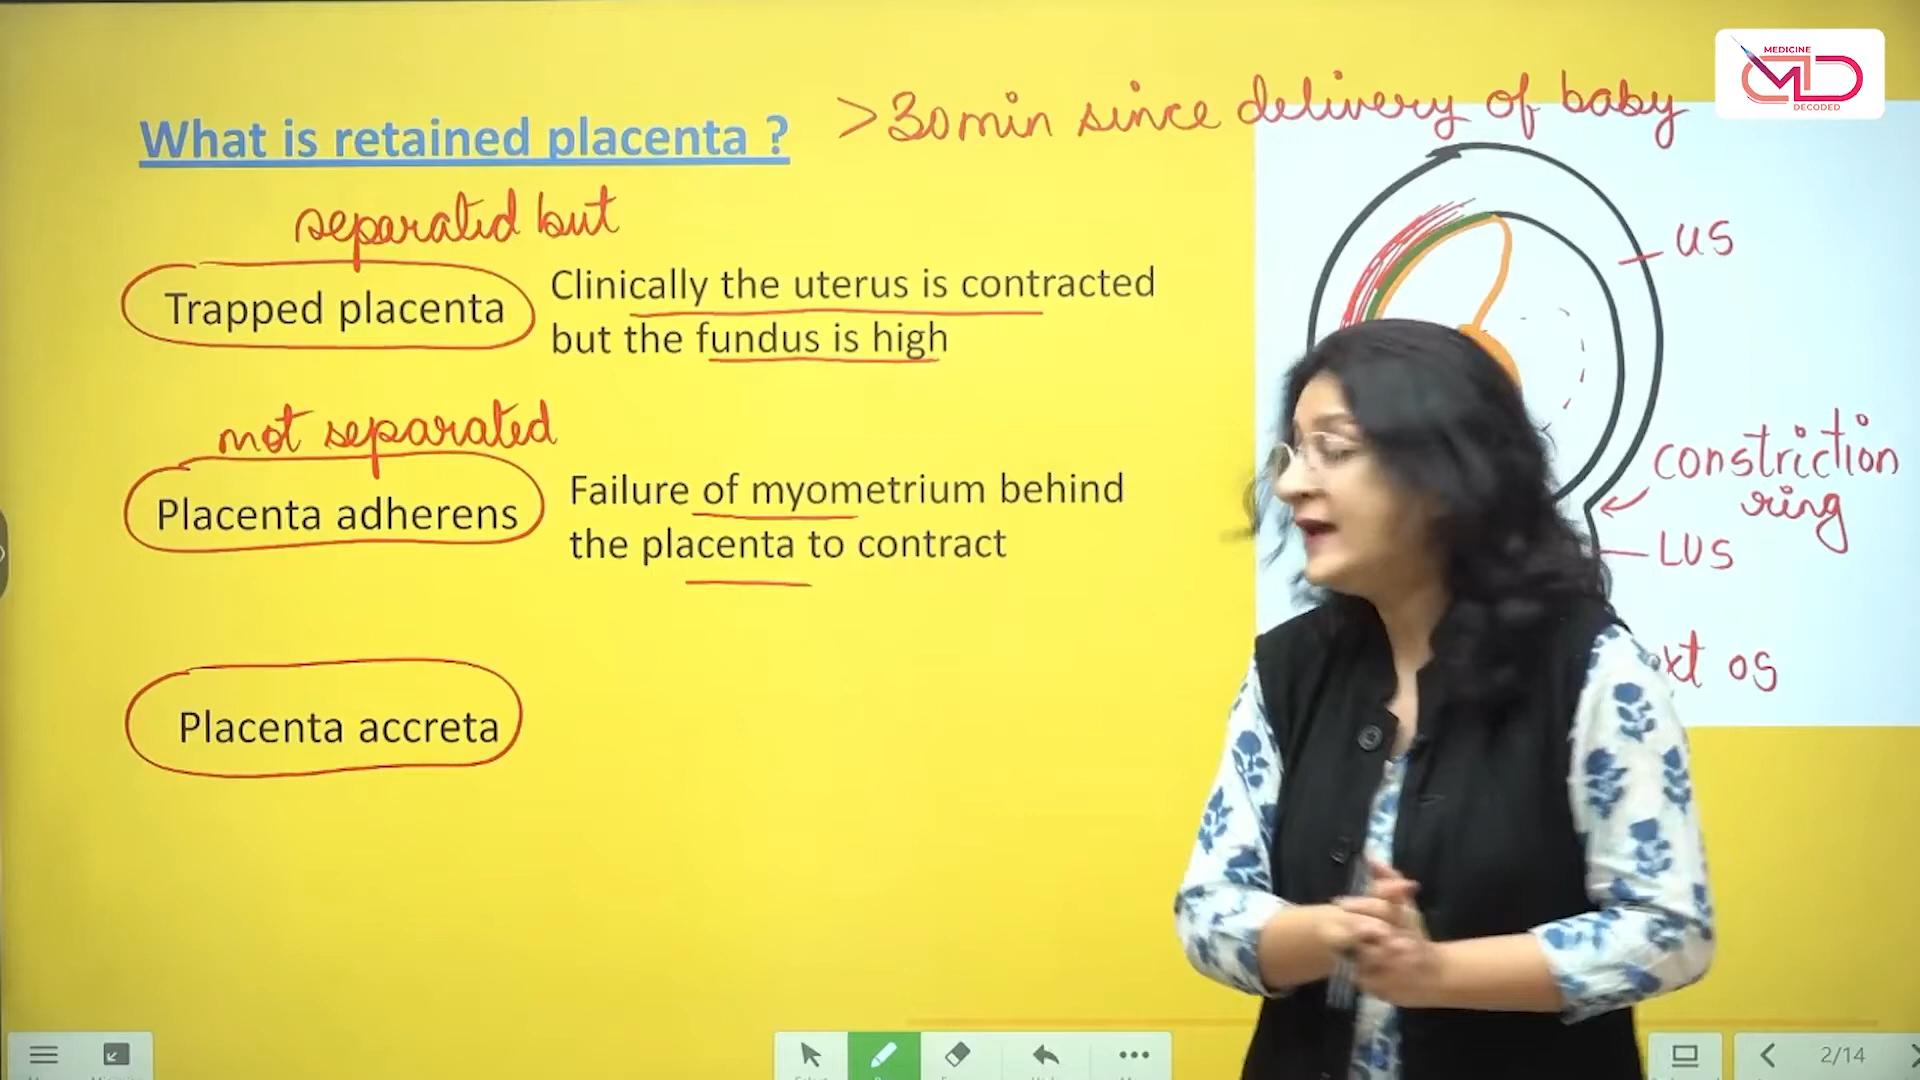 MEDICINE
MD
DECODED
What is retained placenta ?
>30min since delivery of baby
separated but
Trapped placenta
Clinically the uterus is contracted
but the fundus is high
US
not separated
Placenta adherens
Failure of myometrium behind
the placenta to contract
constriction
ring
LUS
ext os
Placenta accreta
2/14